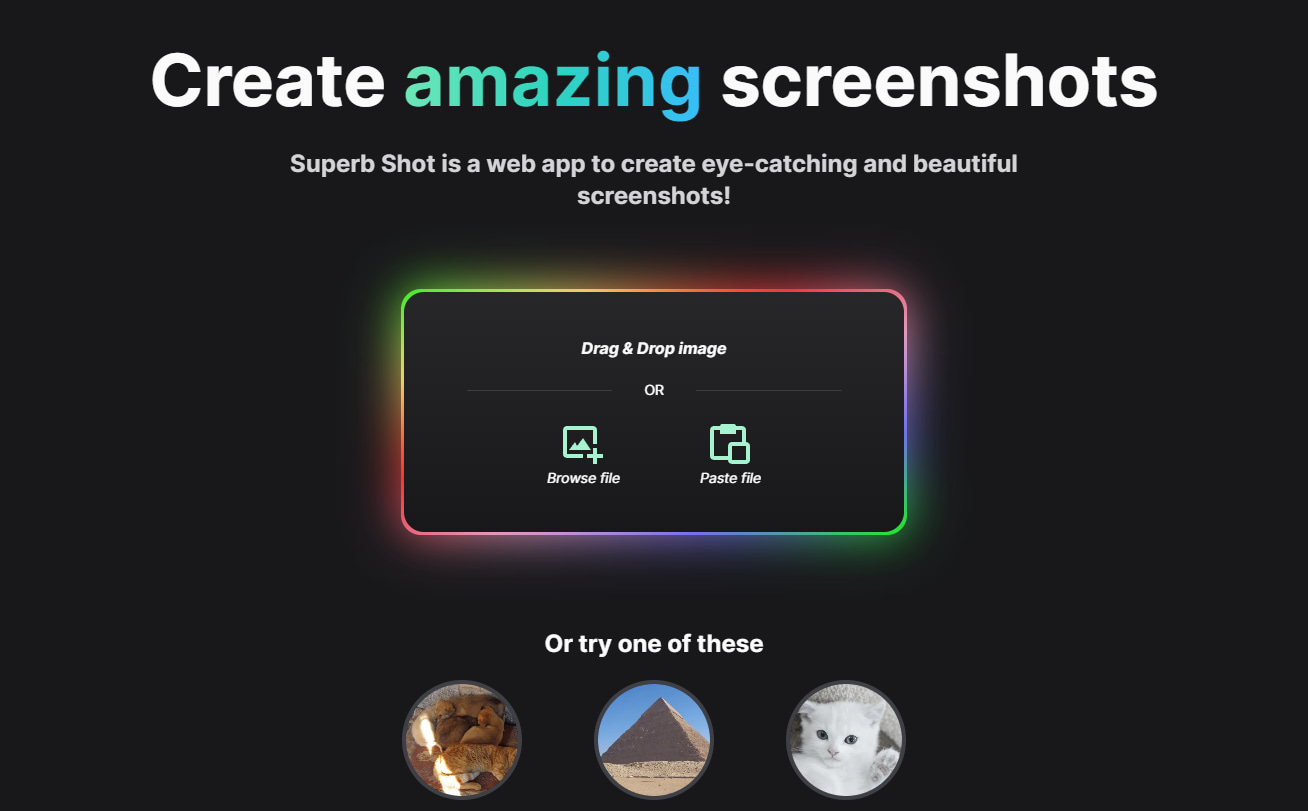 Create amazing screenshots
Superb Shot is a web app to create eye-catching and beautiful
screenshots!
Drag & Drop image
OR
Browse file
Paste file
Or try one of these